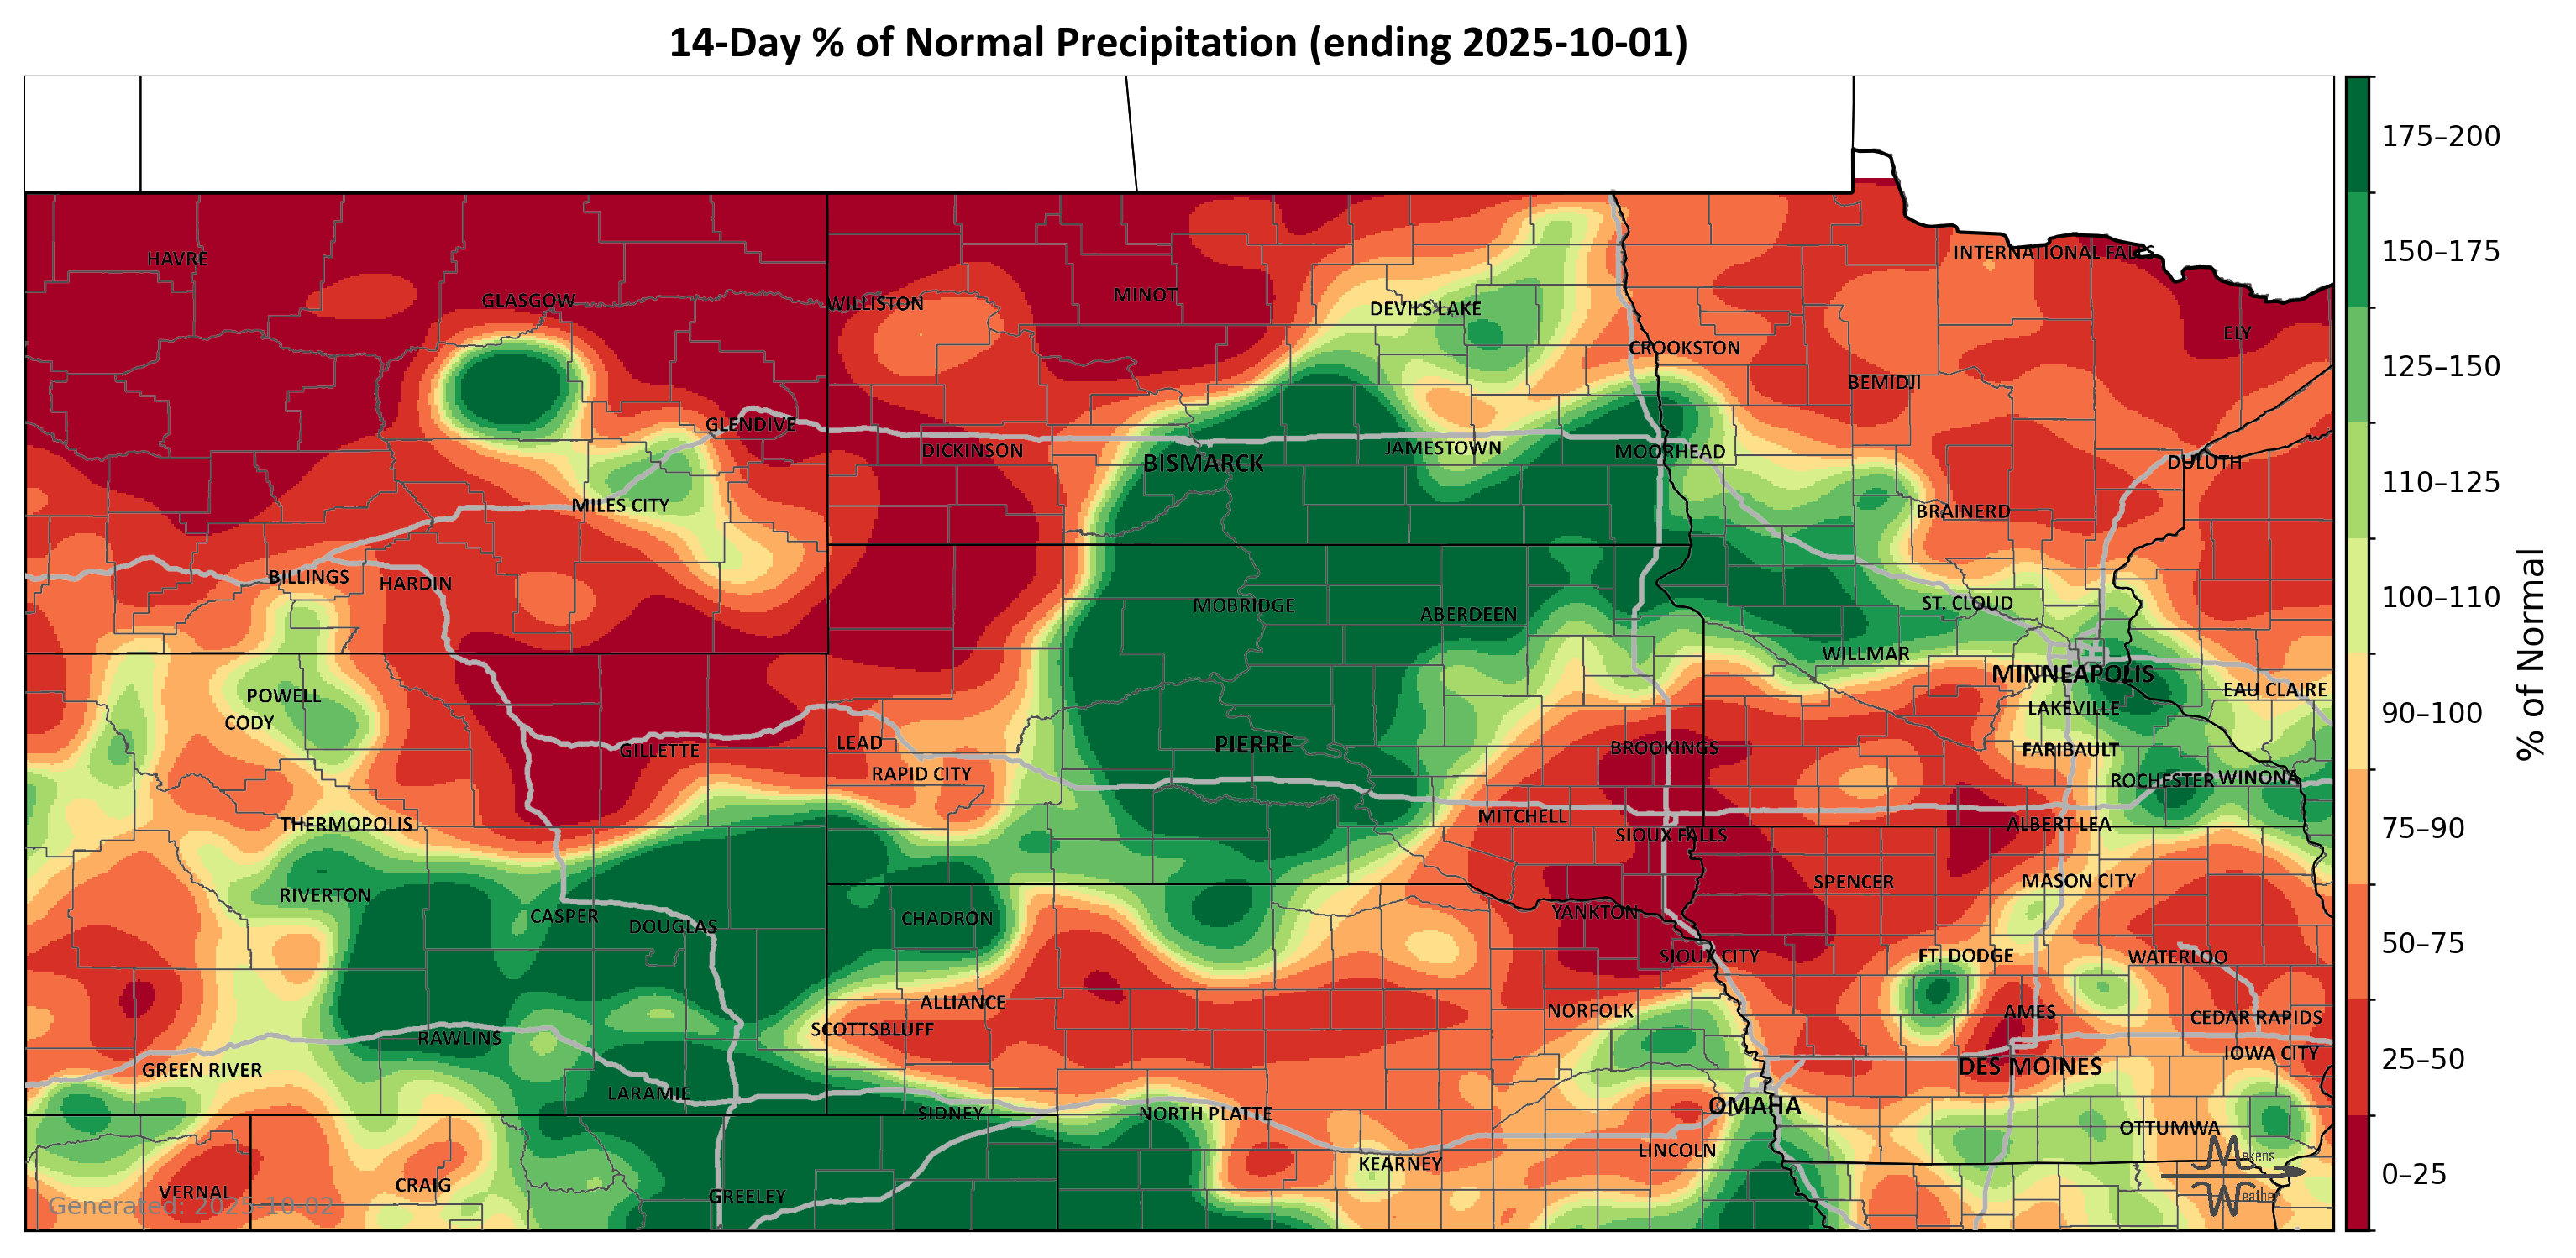 14-Day % of Normal Precipitation (ending 2025-10-01)
175–200
150–175
125–150
110–125
100–110
90–100
75–90
50–75
25–50
0–25
% of Normal
HAVRE
INTERNATIONAL FALLS
GLASGOW
WILLISTON
MINOT
DEVILS LAKE
ELY
CROOKSTON
BEMIDJI
GLENDIVE
DICKINSON
BISMARCK
JAMESTOWN
MOORHEAD
DULUTH
MILES CITY
BRAINERD
BILLINGS
HARDIN
MOBRIDGE
ABERDEEN
ST. CLOUD
WILLMAR
MINNEAPOLIS
POWELL
EAU CLAIRE
CODY
LAKEVILLE
GILLETTE
LEAD
PIERRE
BROOKINGS
FARIBAULT
RAPID CITY
ROCHESTER
WINONA
THERMOPOLIS
MITCHELL
SIOUX FALLS
ALBERT LEA
RIVERTON
SPENCER
MASON CITY
CASPER
DOUGLAS
CHADRON
YANKTON
SIOUX CITY
FT. DODGE
WATERLOO
ALLIANCE
NORFOLK
AMES
CEDAR RAPIDS
SCOTTSBLUFF
RAWLINS
IOWA CITY
GREEN RIVER
DES MOINES
LARAMIE
SIDNEY
NORTH PLATTE
OMAHA
OTTUMWA
LINCOLN
KEARNEY
VERNAL
CRAIG
GREELEY
Makens
Weather
Generated: 2025-10-02